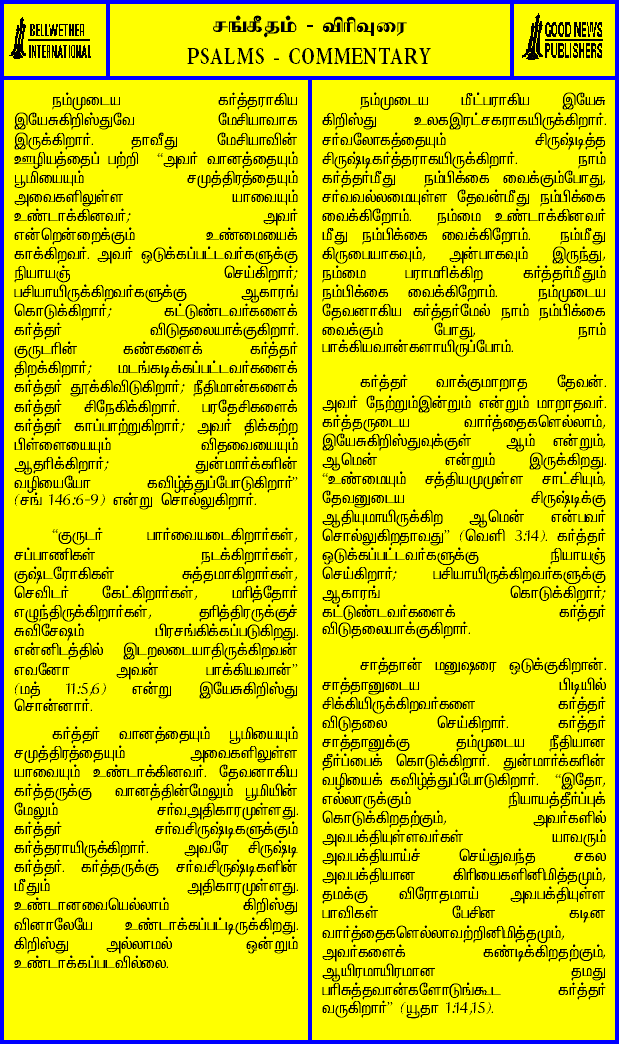 BELLWETHER
INTERNATIONAL
சங்கீதம் - விரிவுரை
PSALMS - COMMENTARY
GOOD NEWS
PUBLISHERS
நம்முடைய கர்த்தராகிய
இயேசுகிறிஸ்துவே மேசியாவாக
இருக்கிறார். தாவீது மேசியாவின்
ஊழியத்தைப் பற்றி “அவர் வானத்தையும்
பூமியையும் சமுத்திரத்தையும்
அவைகளிலுள்ள யாவையும்
உண்டாக்கினவர்; அவர்
என்றென்றைக்கும் உண்மையைக்
காக்கிறவர். அவர் ஒடுக்கப்பட்டவர்களுக்கு
நியாயஞ் செய்கிறார்;
பசியாயிருக்கிறவர்களுக்கு ஆகாரங்
கொடுக்கிறார்; கட்டுண்டவர்களைக்
கர்த்தர் விடுதலையாக்குகிறார்.
குருடரின் கண்களைக் கர்த்தர்
திறக்கிறார்; மடங்கடிக்கப்பட்டவர்களைக்
கர்த்தர் தூக்கிவிடுகிறார்; நீதிமான்களைக்
கர்த்தர் சிநேகிக்கிறார். பரதேசிகளைக்
கர்த்தர் காப்பாற்றுகிறார்; அவர் திக்கற்ற
பிள்ளையையும் விதவையையும்
ஆதரிக்கிறார்; துன்மார்க்கரின்
வழியையோ கவிழ்த்துப்போடுகிறார்”
(சங் 146:6-9) என்று சொல்லுகிறார்.
“குருடர் பார்வையடைகிறார்கள்,
சப்பாணிகள் நடக்கிறார்கள்,
குஷ்டரோகிகள் சுத்தமாகிறார்கள்,
செவிடர் கேட்கிறார்கள், மரித்தோர்
எழுந்திருக்கிறார்கள், தரித்திரருக்குச்
சுவிசேஷம் பிரசங்கிக்கப்படுகிறது.
என்னிடத்தில் இடறலடையாதிருக்கிறவன்
எவனோ அவன் பாக்கியவான்”
(மத் 11:5,6) என்று இயேசுகிறிஸ்து
சொன்னார்.
கர்த்தர் வானத்தையும் பூமியையும்
சமுத்திரத்தையும் அவைகளிலுள்ள
யாவையும் உண்டாக்கினவர். தேவனாகிய
கர்த்தருக்கு வானத்தின்மேலும் பூமியின்
மேலும் சர்வஅதிகாரமுள்ளது.
கர்த்தர் சர்வசிருஷ்டிகளுக்கும்
கர்த்தராயிருக்கிறார். அவரே சிருஷ்டி
கர்த்தர். கர்த்தருக்கு சர்வசிருஷ்டிகளின்
மீதும் அதிகாரமுள்ளது.
உண்டானவையெல்லாம் கிறிஸ்து
வினாலேயே உண்டாக்கப்பட்டிருக்கிறது.
கிறிஸ்து அல்லாமல் ஒன்றும்
உண்டாக்கப்படவில்லை.
நம்முடைய மீட்பராகிய இயேசு
கிறிஸ்து உலகஇரட்சகராகயிருக்கிறார்.
சர்வலோகத்தையும் சிருஷ்டித்த
சிருஷ்டிகர்த்தராகயிருக்கிறார். நாம்
கர்த்தர்மீது நம்பிக்கை வைக்கும்போது,
சர்வவல்லமையுள்ள தேவன்மீது நம்பிக்கை
வைக்கிறோம். நம்மை உண்டாக்கினவர்
மீது நம்பிக்கை வைக்கிறோம். நம்மீது
கிருபையாகவும், அன்பாகவும் இருந்து,
நம்மை பராமரிக்கிற கர்த்தர்மீதும்
நம்பிக்கை வைக்கிறோம். நம்முடைய
தேவனாகிய கர்த்தர்மேல் நாம் நம்பிக்கை
வைக்கும் போது, நாம்
பாக்கியவான்களாயிருப்போம்.
கர்த்தர் வாக்குமாறாத தேவன்.
அவர் நேற்றும்இன்றும் என்றும் மாறாதவர்.
கர்த்தருடைய வார்த்தைகளெல்லாம்,
இயேசுகிறிஸ்துவுக்குள் ஆம் என்றும்,
ஆமென் என்றும் இருக்கிறது.
“உண்மையும் சத்தியமுமுள்ள சாட்சியும்,
தேவனுடைய சிருஷ்டிக்கு
ஆதியுமாயிருக்கிற ஆமென் என்பவர்
சொல்லுகிறதாவது” (வெளி 3:14). கர்த்தர்
ஒடுக்கப்பட்டவர்களுக்கு நியாயஞ்
செய்கிறார்; பசியாயிருக்கிறவர்களுக்கு
ஆகாரங் கொடுக்கிறார்;
கட்டுண்டவர்களைக் கர்த்தர்
விடுதலையாக்குகிறார்.
சாத்தான் மனுஷரை ஒடுக்குகிறான்.
சாத்தானுடைய பிடியில்
சிக்கியிருக்கிறவர்களை கர்த்தர்
விடுதலை செய்கிறார். கர்த்தர்
சாத்தானுக்கு தம்முடைய நீதியான
தீர்ப்பைக் கொடுக்கிறார். துன்மார்க்கரின்
வழியைக் கவிழ்த்துப்போடுகிறார். “இதோ,
எல்லாருக்கும் நியாயத்தீர்ப்புக்
கொடுக்கிறதற்கும், அவர்களில்
அவபக்தியுள்ளவர்கள் யாவரும்
அவபக்தியாய்ச் செய்துவந்த சகல
அவபக்தியான கிரியைகளினிமித்தமும்,
தமக்கு விரோதமாய் அவபக்தியுள்ள
பாவிகள் பேசின கடின
வார்த்தைகளெல்லாவற்றினிமித்தமும்,
அவர்களைக் கண்டிக்கிறதற்கும்,
ஆயிரமாயிரமான தமது
பரிசுத்தவான்களோடுங்கூட கர்த்தர்
வருகிறார்” (யூதா 1:14,15).